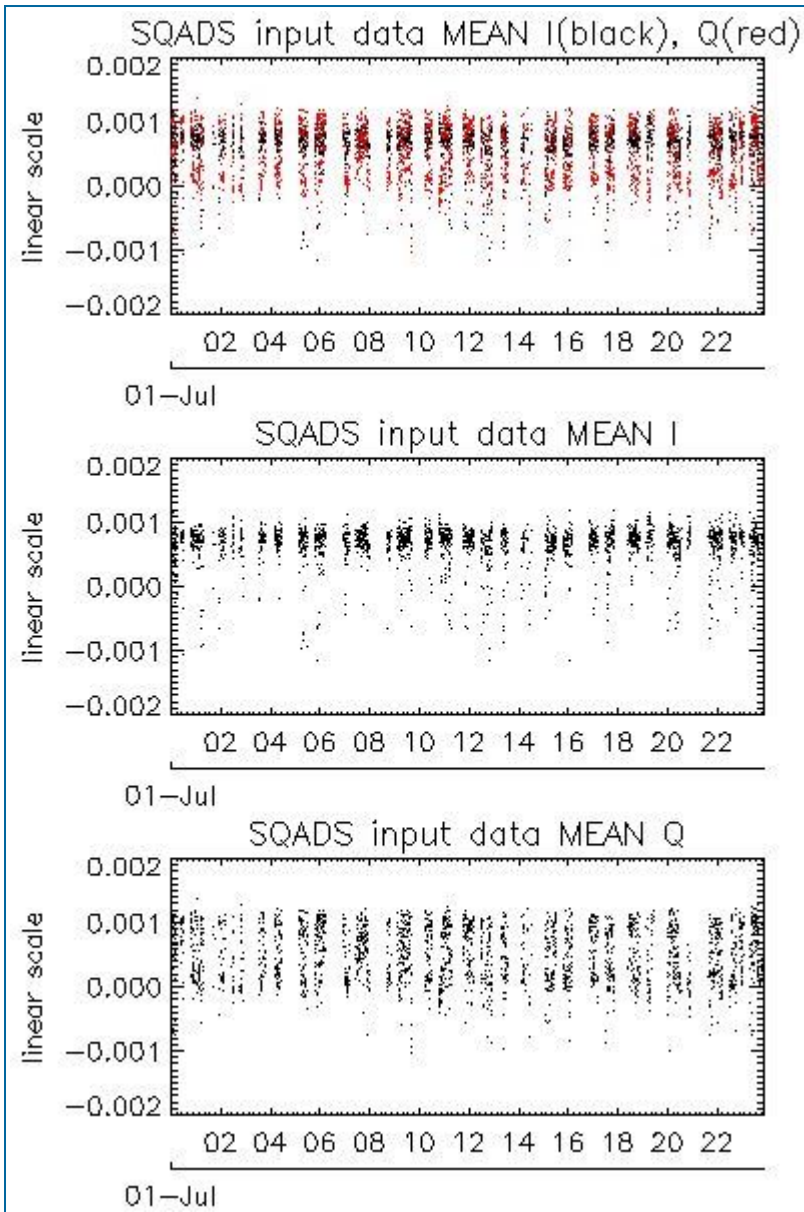 SQADS input data MEAN I(black), Q(red)
linear scale
0.002
0.001
0.000
−0.001
−0.002
02 04 06 08 10 12 14 16 18 20 22
01−Jul
SQADS input data MEAN I
linear scale
0.002
0.001
0.000
−0.001
−0.002
02 04 06 08 10 12 14 16 18 20 22
01−Jul
SQADS input data MEAN Q
linear scale
0.002
0.001
0.000
−0.001
−0.002
02 04 06 08 10 12 14 16 18 20 22
01−Jul